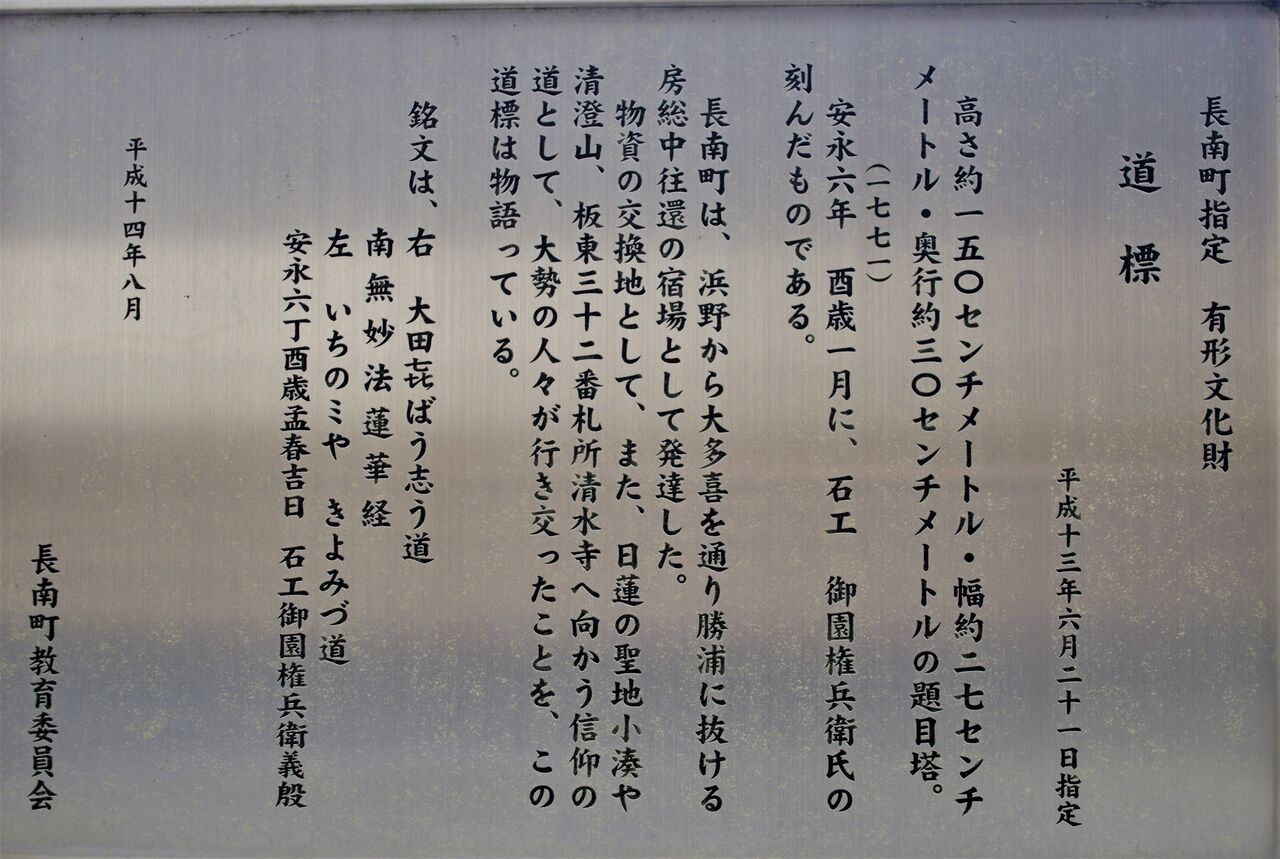 長南町指定　有形文化財
道標
平成十三年六月二十一日指定
高さ約一五〇センチメートル・幅約二七センチ
メートル・奥行約三〇センチメートルの題目塔。
（一七七一）
安永六年　酉歳一月に、石工　御園権兵衛氏の
刻んだものである。
長南町は、浜野から大多喜を通り勝浦に抜ける
房総中往還の宿場として発達した。
物資の交換地として、また、日蓮の聖地小湊や
清澄山、板東三十二番札所清水寺へ向かう信仰の
道として、大勢の人々が行き交ったことを、この
道標は物語っている。
銘文は、右　大田㐂ばう志う道
南無妙法蓮華経
左　いちのミや　きよみづ道
安永六丁酉歳孟春吉日　石工御園権兵衛義殷
平成十四年八月
長南町教育委員会